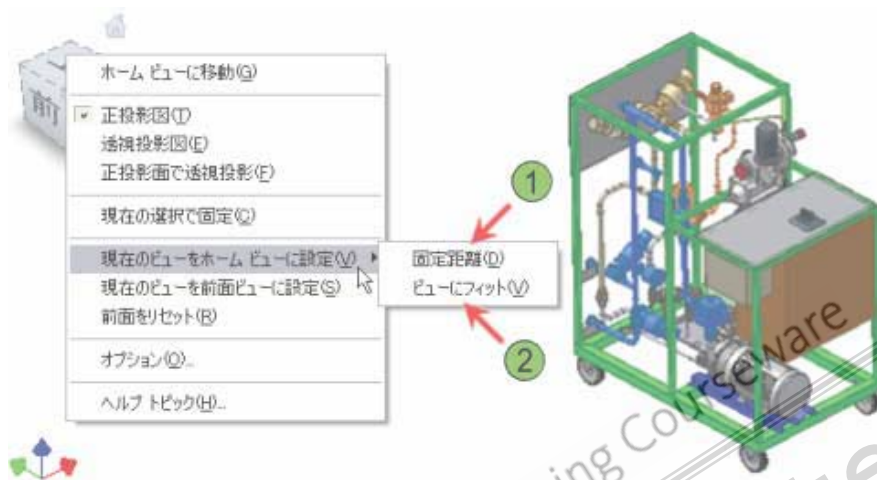 ホーム ビューに移動(G)
前
正投影図(T)
透視投影図(E)
正投影面で透視投影(F)
現在の選択で固定(C)
現在のビューをホーム ビューに設定(V)
固定距離(D)
現在のビューを前面ビューに設定(S)
ビューにフィット(V)
前面をリセット(R)
オプション(O)...
ヘルプ トピック(H)...
1
2
ing Courseware